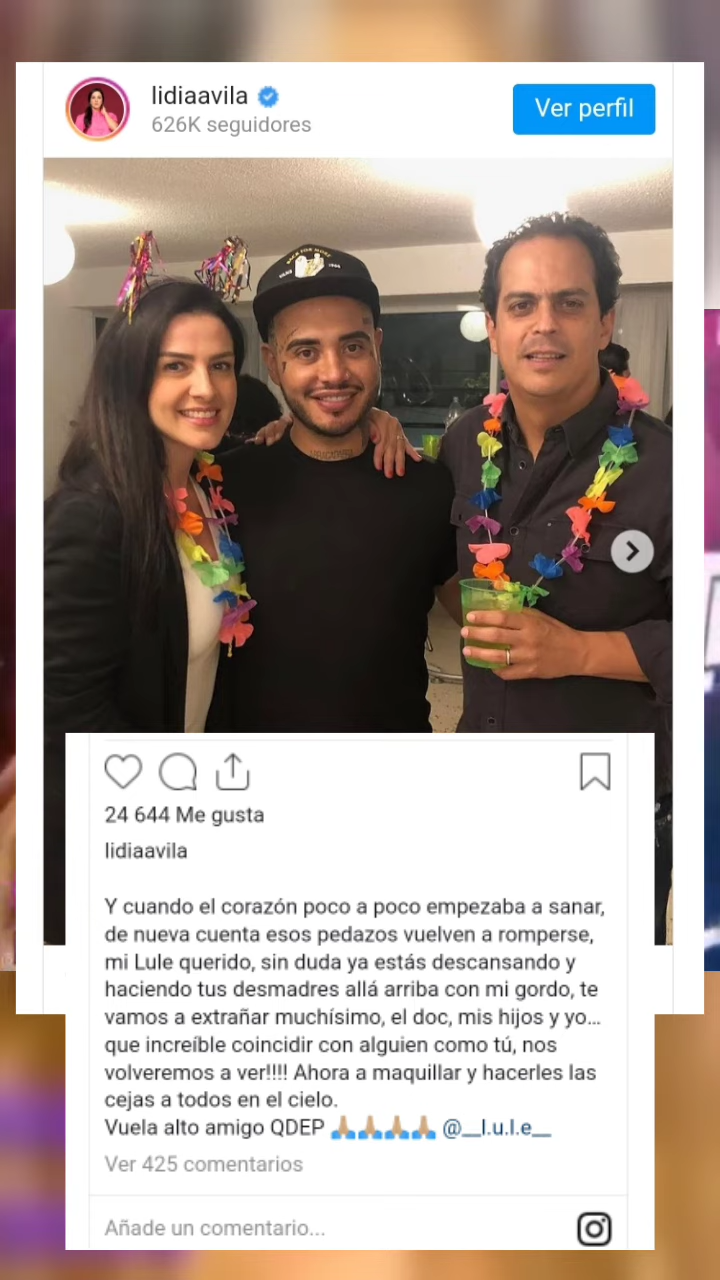 lidiaavila
626K seguidores
Ver perfil
24 644 Me gusta
lidiaavila
Y cuando el corazón poco a poco empezaba a sanar,
de nueva cuenta esos pedazos vuelven a romperse,
mi Lule querido, sin duda ya estás descansando y
haciendo tus desmadres allá arriba con mi gordo, te
vamos a extrañar muchísimo, el doc, mis hijos y yo...
que increíble coincidir con alguien como tú, nos
volveremos a ver!!!! Ahora a maquillar y hacerles las
cejas a todos en el cielo.
Vuela alto amigo QDEP 🙏🏽🙏🏽🙏🏽🙏🏽 @__l.u.l.e__
Ver 425 comentarios
Añade un comentario...